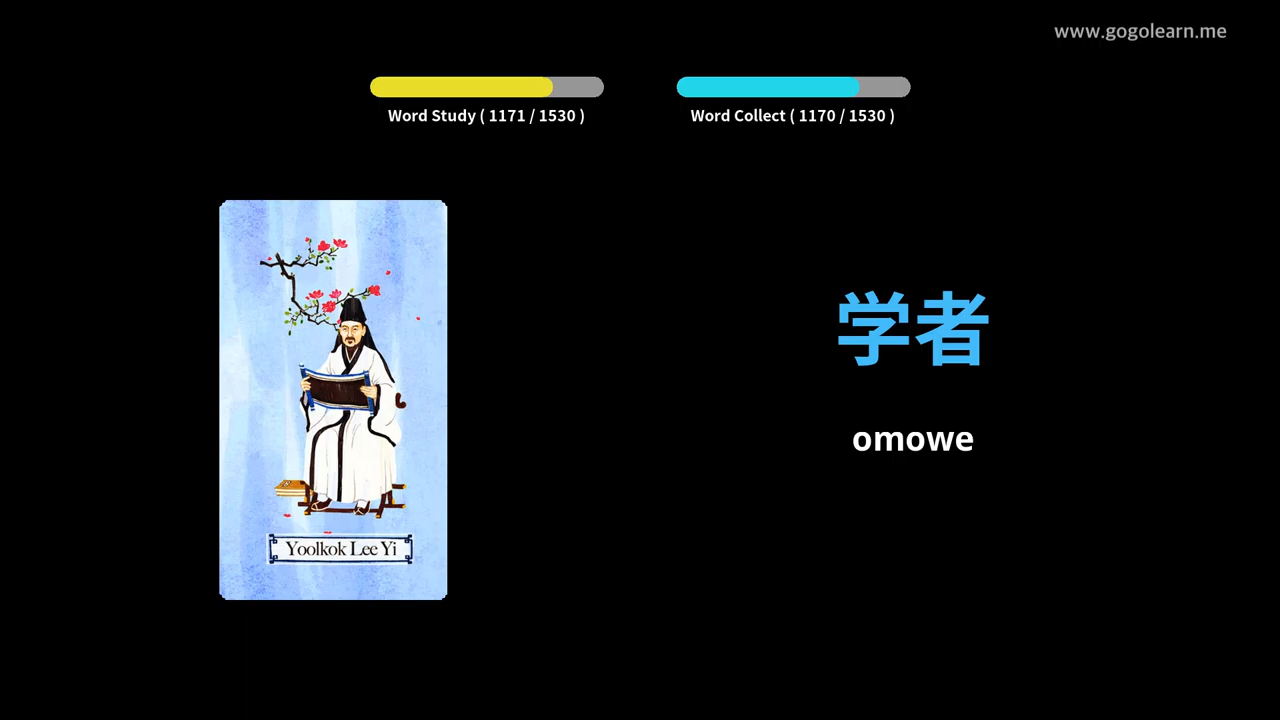 www.gogolearn.me
Word Study ( 1171 / 1530 )
Word Collect ( 1170 / 1530 )
学者
omowe
Yoolkok Lee Yi